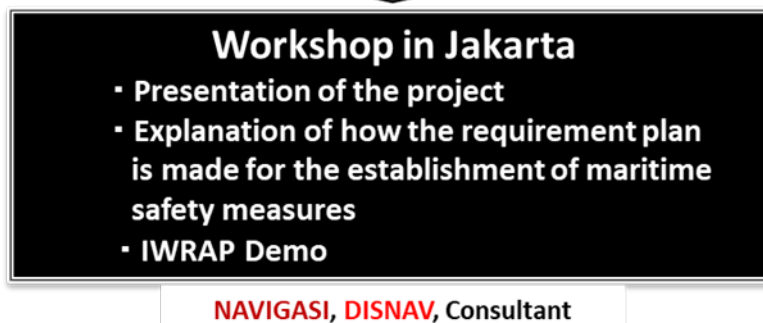 Workshop in Jakarta
▪ Presentation of the project
▪ Explanation of how the requirement plan
is made for the establishment of maritime
safety measures
▪ IWRAP Demo
NAVIGASI, DISNAV, Consultant